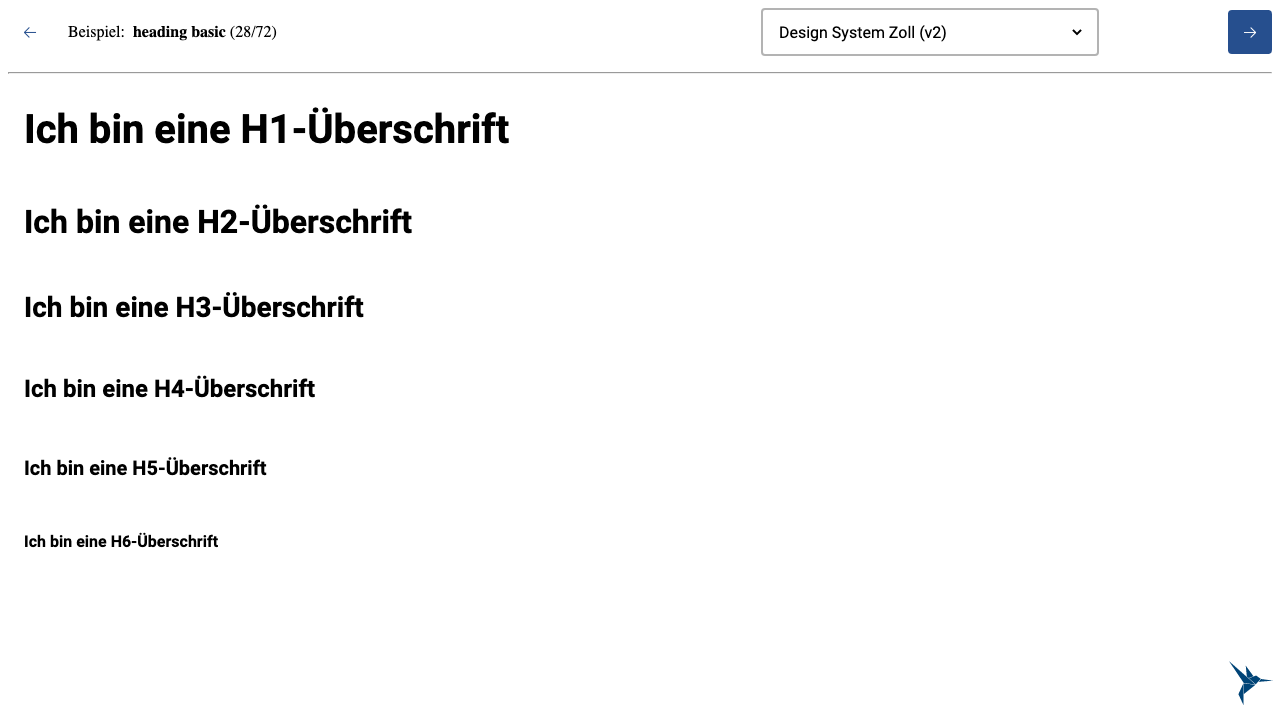 Beispiel: heading basic (28/72)
Design System Zoll (v2)
Ich bin eine H1-Überschrift
Ich bin eine H2-Überschrift
Ich bin eine H3-Überschrift
Ich bin eine H4-Überschrift
Ich bin eine H5-Überschrift
Ich bin eine H6-Überschrift